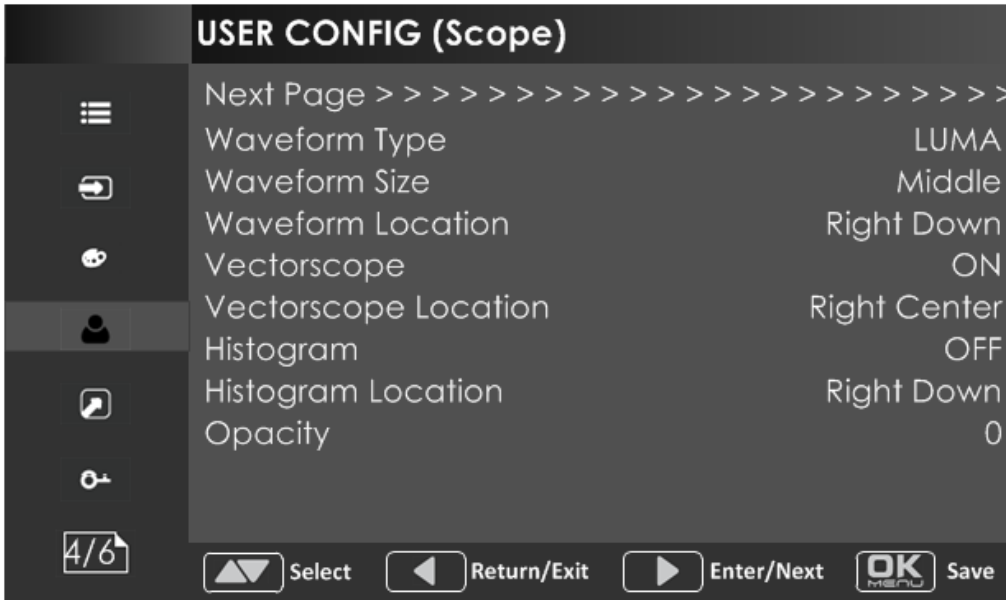 USER CONFIG (Scope)
Next Page > > > > > > > > > > > > > > > > > > > > > > >
Waveform Type LUMA
Waveform Size Middle
Waveform Location Right Down
Vectorscope ON
Vectorscope Location Right Center
Histogram OFF
Histogram Location Right Down
Opacity 0
4/6 Select Return/Exit Enter/Next OK MENU Save